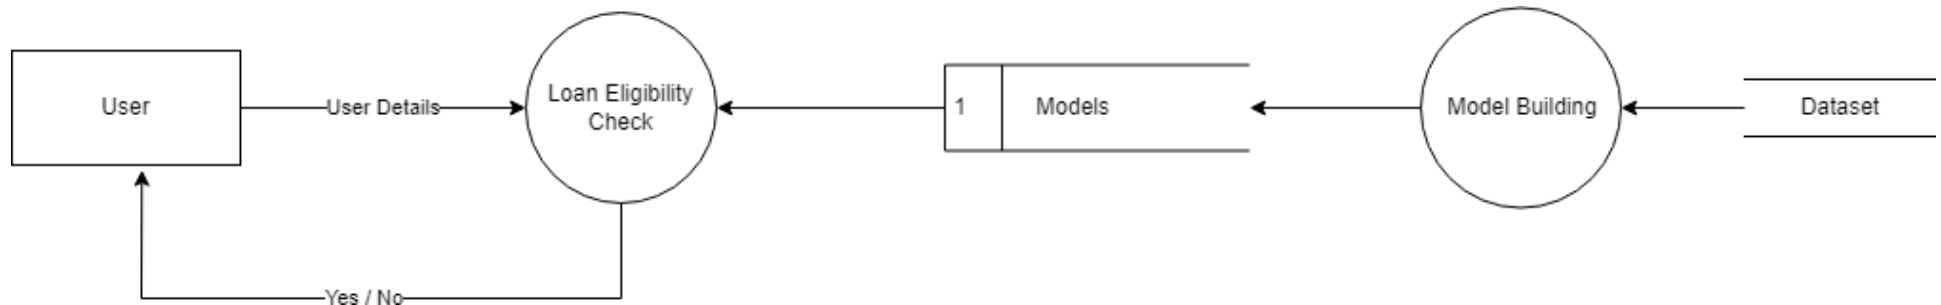 User
User Details
Loan Eligibility
Check
1
Models
Model Building
Dataset
Yes / No